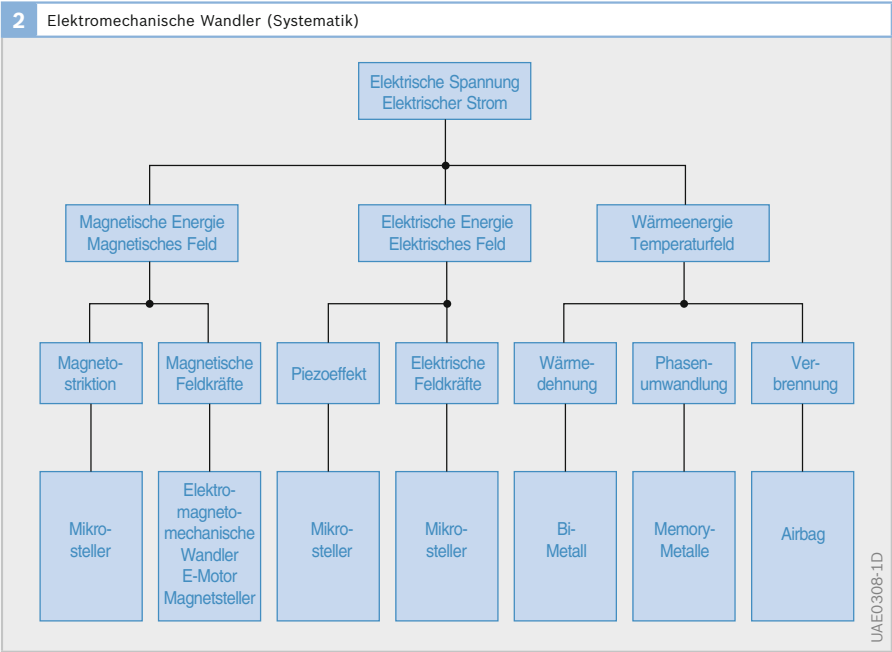 2 Elektromechanische Wandler (Systematik)
Elektrische Spannung
Elektrischer Strom
Magnetische Energie
Magnetisches Feld
Elektrische Energie
Elektrisches Feld
Wärmeenergie
Temperaturfeld
Magneto-
striktion
Magnetische
Feldkräfte
Piezoeffekt
Elektrische
Feldkräfte
Wärme-
dehnung
Phasen-
umwandlung
Ver-
brennung
Mikro-
steller
Elektro-
magneto-
mechanische
Wandler
E-Motor
Magnetsteller
Mikro-
steller
Mikro-
steller
Bi-
Metall
Memory-
Metalle
Airbag
UAE0308-1D